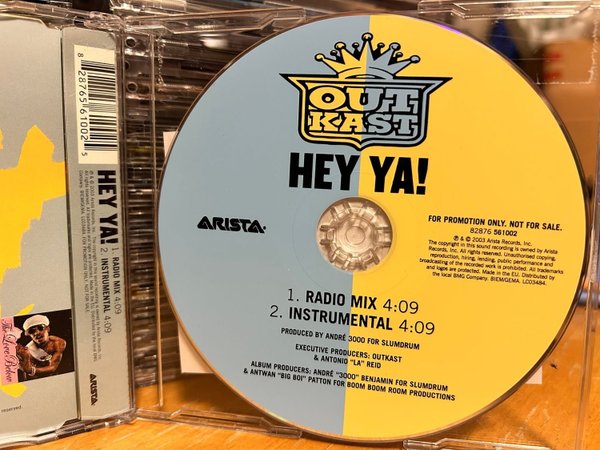 OUT
KAST
HEY YA!
ARISTA.
FOR PROMOTION ONLY. NOT FOR SALE.
82876 561002
℗ & © 2003 Arista Records, Inc.
The copyright in this sound recording is owned by Arista
Records, Inc. All rights reserved. Unauthorised copying,
reproduction, hiring, lending, public performance and
broadcasting of the recorded work is prohibited. All trademarks
and logos are protected. Made in the EU. Distributed by
the local BMG Company. BIEM/GEMA. LC03484.
1. RADIO MIX 4:09
2. INSTRUMENTAL 4:09
PRODUCED BY ANDRÉ 3000 FOR SLUMDRUM
EXECUTIVE PRODUCERS: OUTKAST
& ANTONIO "LA" REID
ALBUM PRODUCERS: ANDRÉ "3000" BENJAMIN FOR SLUMDRUM
& ANTWAN "BIG BOI" PATTON FOR BOOM BOOM ROOM PRODUCTIONS
8 28765 61002 5
HEY YA!
1. RADIO MIX 4:09
2. INSTRUMENTAL 4:09
ARISTA.
The Love Below
reserved.